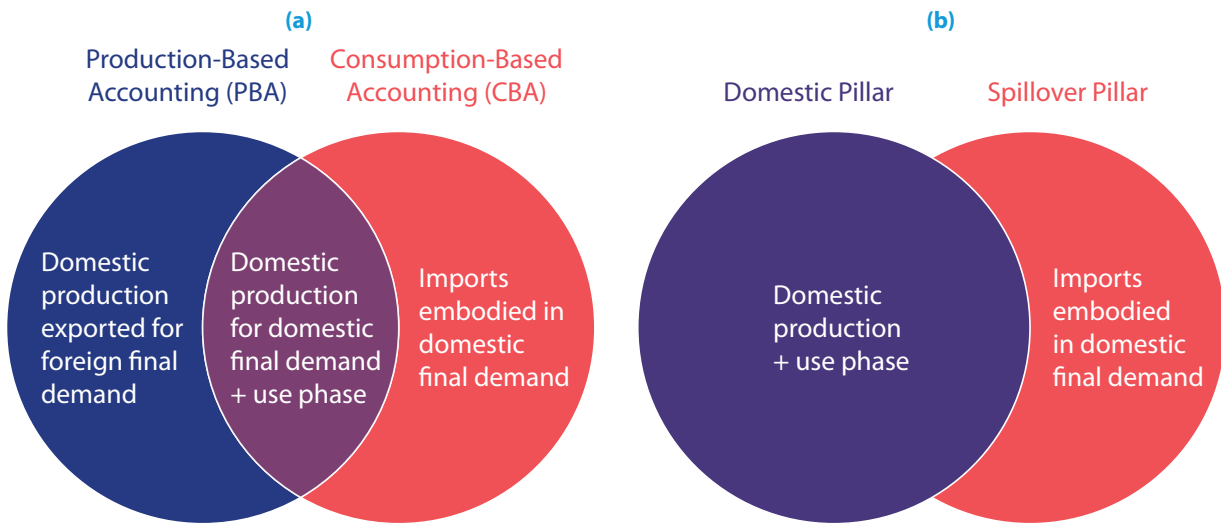 (a)
Production-Based
Accounting (PBA)
Consumption-Based
Accounting (CBA)
Domestic
production
exported for
foreign final
demand
Domestic
production
for domestic
final demand
+ use phase
Imports
embodied in
domestic
final demand
(b)
Domestic Pillar
Spillover Pillar
Domestic
production
+ use phase
Imports
embodied
in domestic
final demand